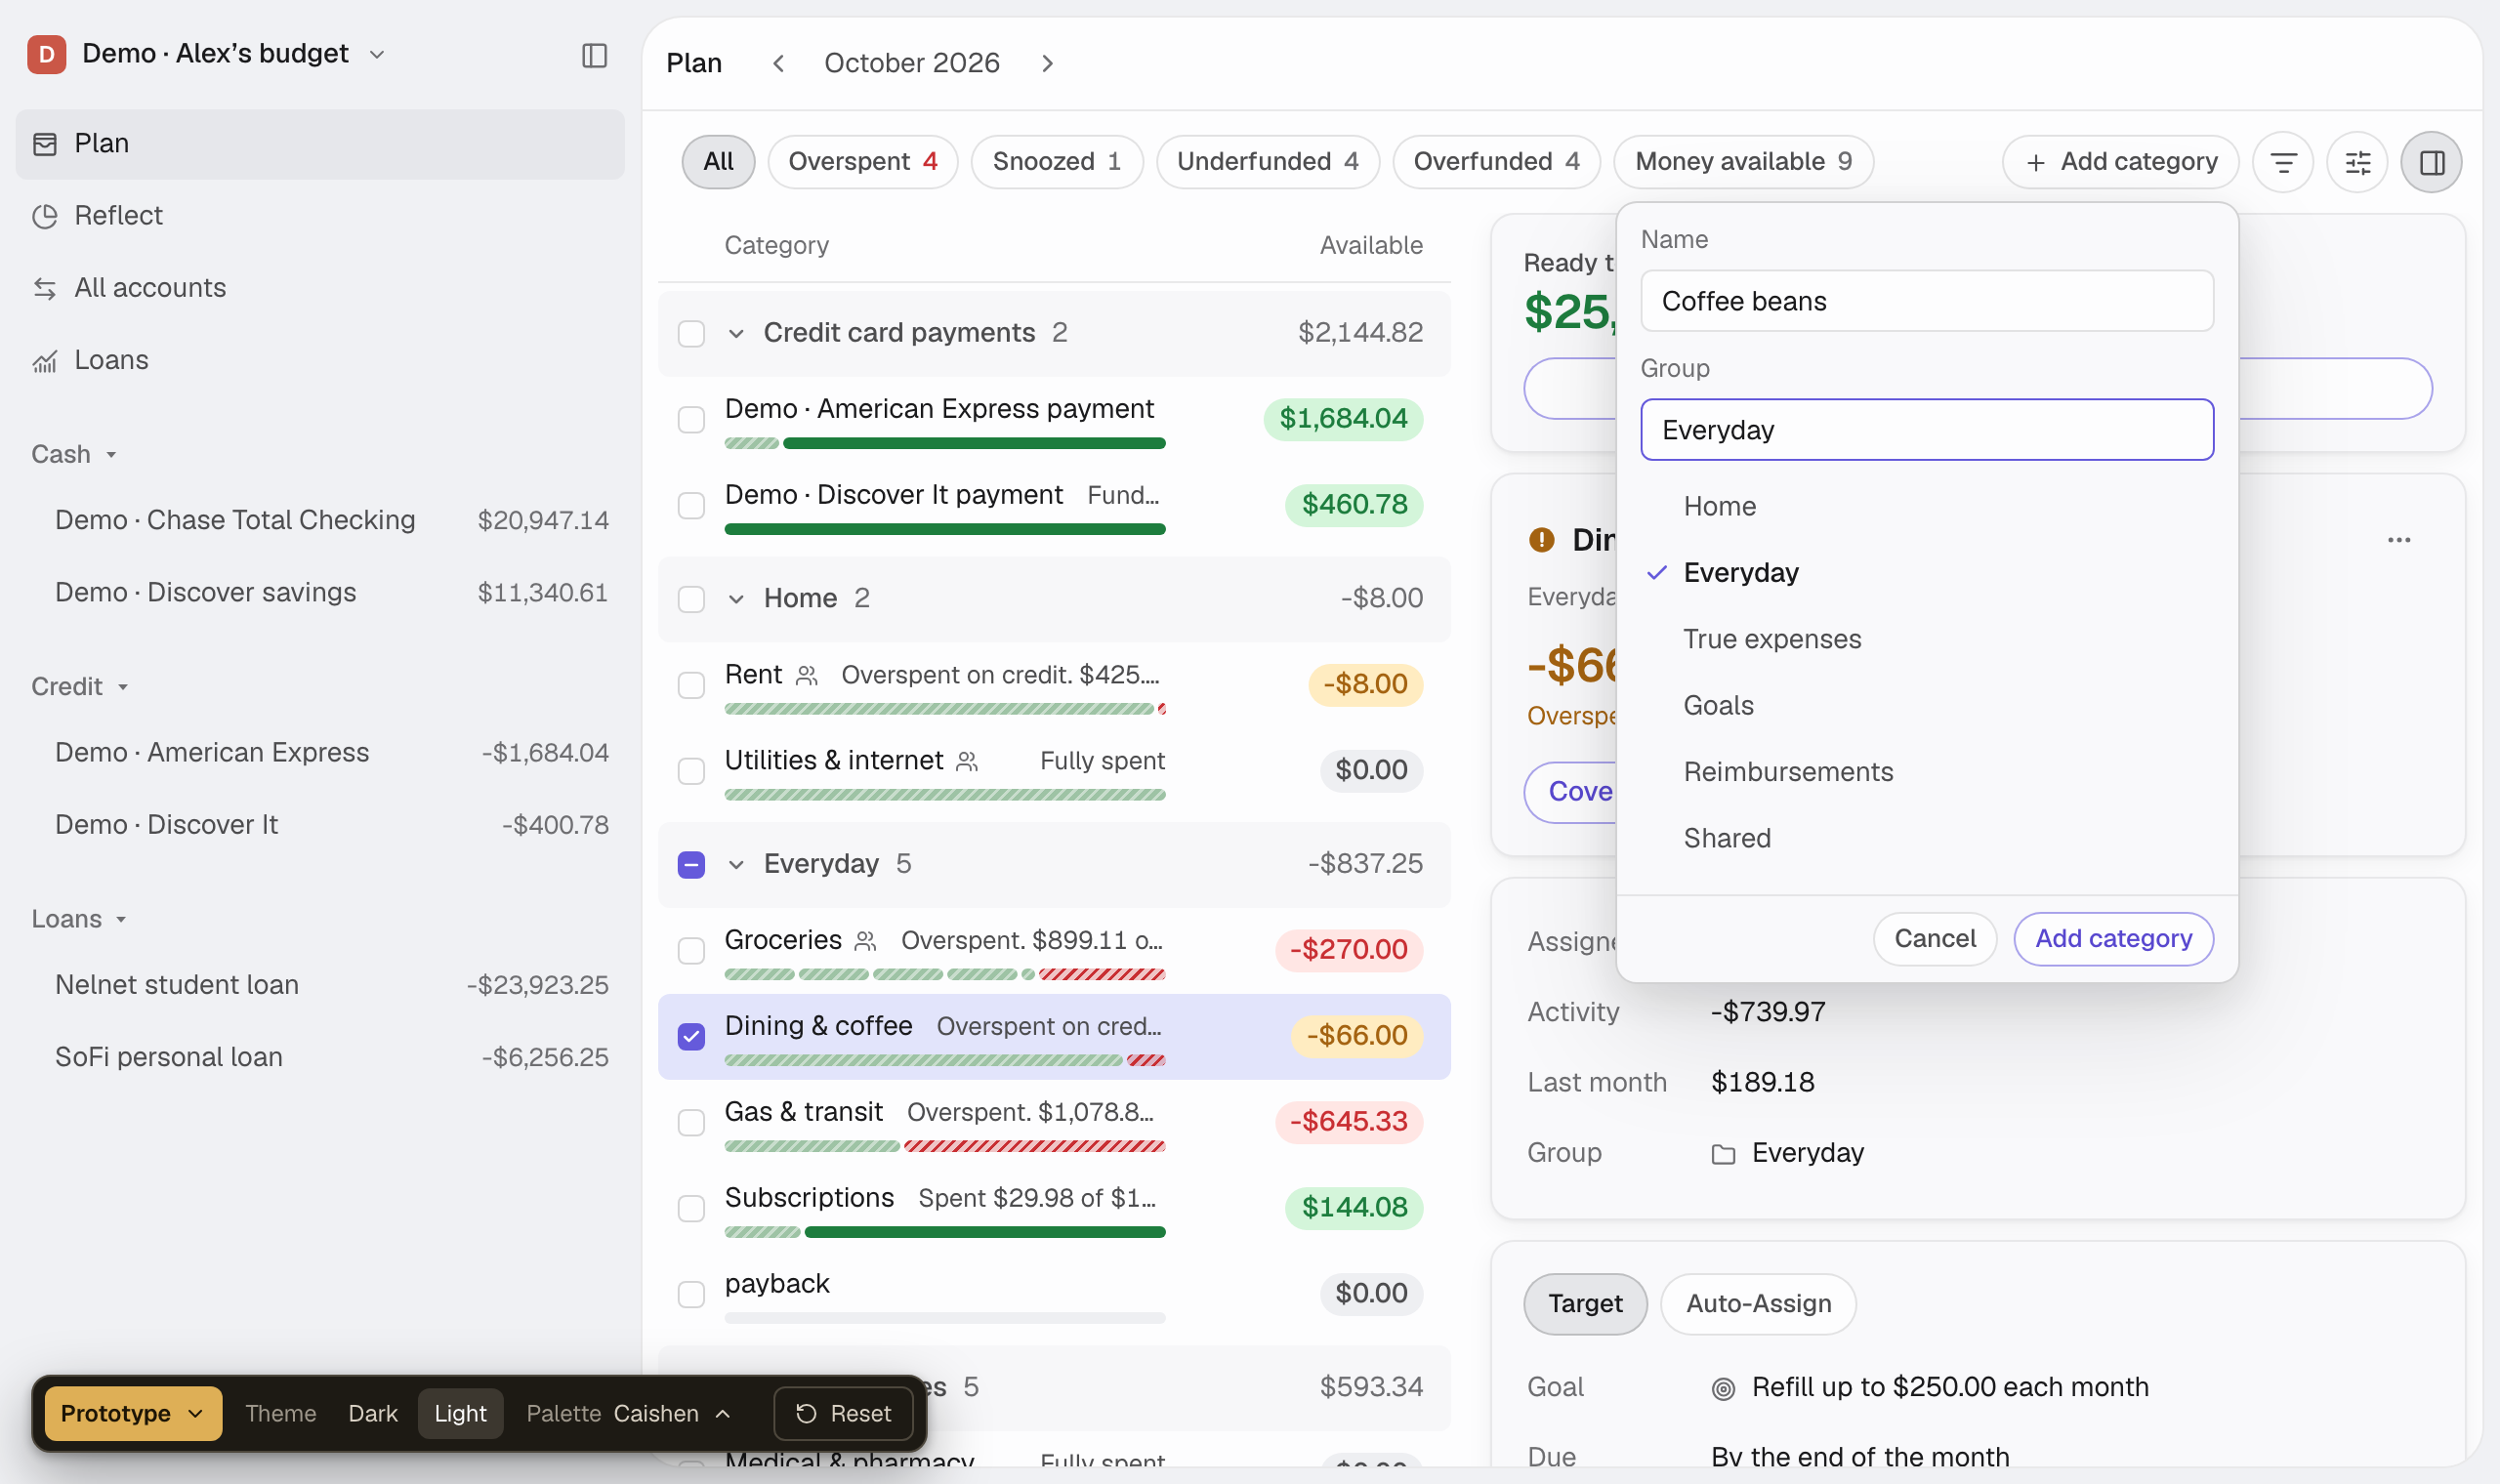 D Demo · Alex’s budget
Plan
Reflect
All accounts
Loans
Cash
Demo · Chase Total Checking $20,947.14
Demo · Discover savings $11,340.61
Credit
Demo · American Express -$1,684.04
Demo · Discover It -$400.78
Loans
Nelnet student loan -$23,923.25
SoFi personal loan -$6,256.25
Plan October 2026
All Overspent 4 Snoozed 1 Underfunded 4 Overfunded 4 Money available 9 Add category
Category Available
Credit card payments 2 $2,144.82
Demo · American Express payment $1,684.04
Demo · Discover It payment Fund… $460.78
Home 2 -$8.00
Rent Overspent on credit. $425.… -$8.00
Utilities & internet Fully spent $0.00
Everyday 5 -$837.25
Groceries Overspent. $899.11 o… -$270.00
Dining & coffee Overspent on cred… -$66.00
Gas & transit Overspent. $1,078.8… -$645.33
Subscriptions Spent $29.98 of $1… $144.08
payback $0.00
5 $593.34
Medical & pharmacy Fully spent
Ready t
$25,
Name
Coffee beans
Group
Everyday
Home
Everyday
True expenses
Goals
Reimbursements
Shared
Cancel Add category
Din
Everyda
-$66
Overspe
Cove
Assigne
Activity -$739.97
Last month $189.18
Group Everyday
Target Auto-Assign
Goal Refill up to $250.00 each month
Due By the end of the month
Prototype Theme Dark Light Palette Caishen Reset